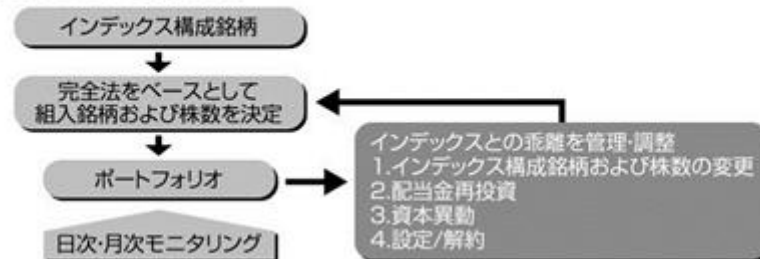 インデックス構成銘柄
完全法をベースとして
組入銘柄および株数を決定
ポートフォリオ
日次・月次モニタリング
インデックスとの乖離を管理・調整
1.インデックス構成銘柄および株数の変更
2.配当金再投資
3.資本異動
4.設定/解約